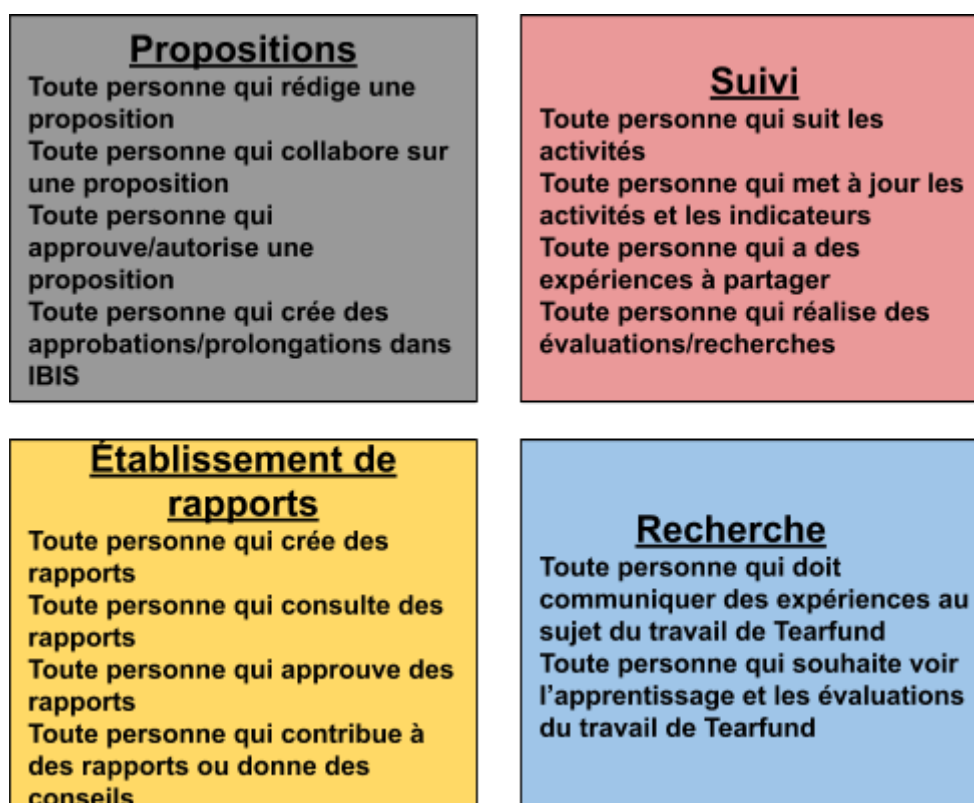 Propositions
Toute personne qui rédige une
proposition
Toute personne qui collabore sur
une proposition
Toute personne qui
approuve/autorise une
proposition
Toute personne qui crée des
approbations/prolongations dans
IBIS
Suivi
Toute personne qui suit les
activités
Toute personne qui met à jour les
activités et les indicateurs
Toute personne qui a des
expériences à partager
Toute personne qui réalise des
évaluations/recherches
Établissement de
rapports
Toute personne qui crée des
rapports
Toute personne qui consulte des
rapports
Toute personne qui approuve des
rapports
Toute personne qui contribue à
des rapports ou donne des
conseils
Recherche
Toute personne qui doit
communiquer des expériences au
sujet du travail de Tearfund
Toute personne qui souhaite voir
l’apprentissage et les évaluations
du travail de Tearfund